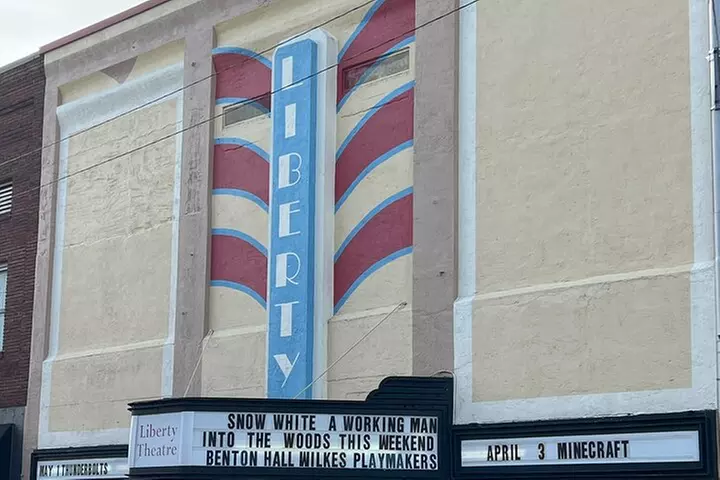 LIBERTY
SNOW WHITE A WORKING MAN
INTO THE WOODS THIS WEEKEND
BENTON HALL WILKES PLAYMAKERS
Liberty
Theatre
MAY 1 THUNDERBOLTS
APRIL 3 MINECRAFT